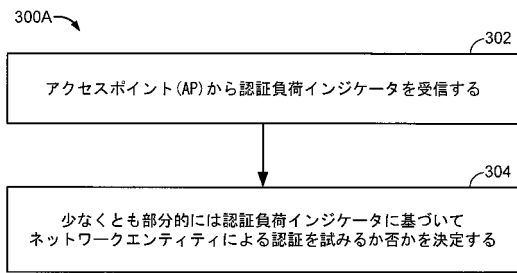 300A
302
アクセスポイント(AP)から認証負荷インジケータを受信する
304
少なくとも部分的には認証負荷インジケータに基づいて
ネットワークエンティティによる認証を試みるか否かを決定する